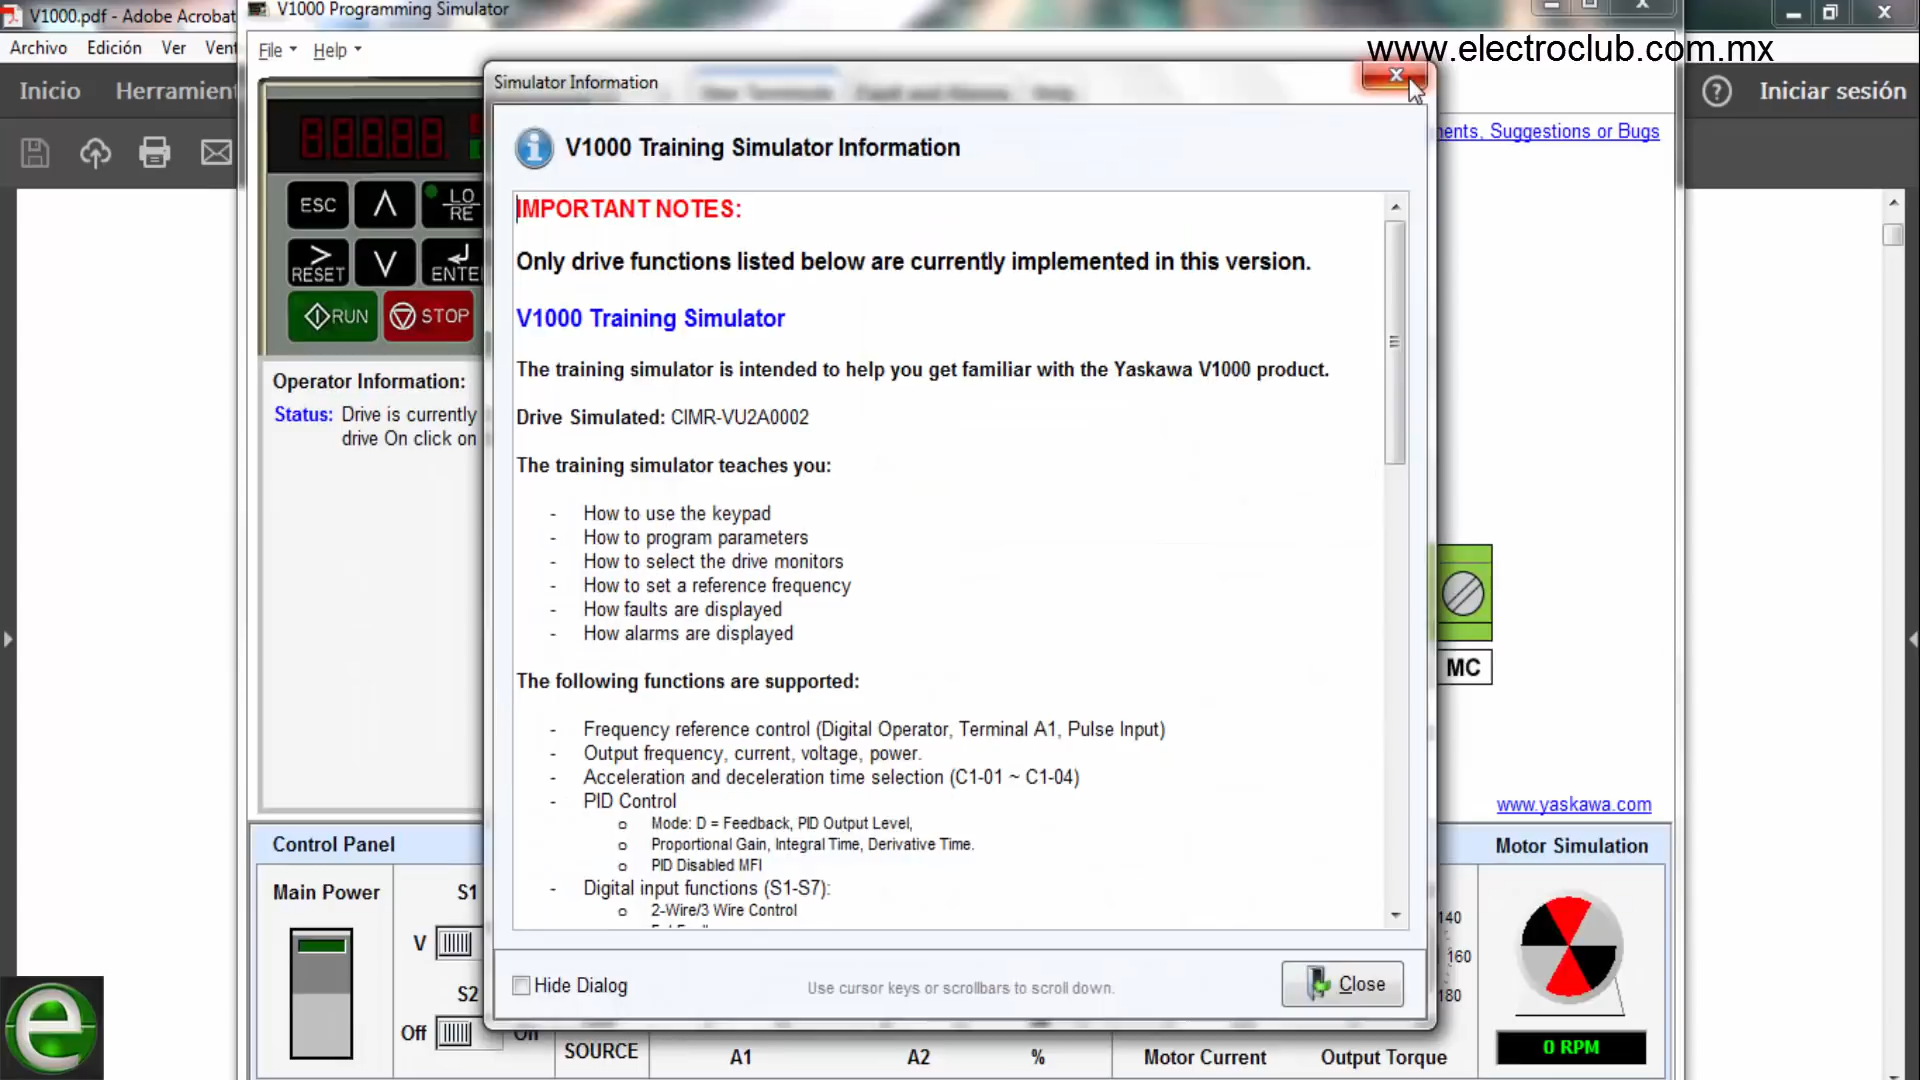 V1000.pdf - Adobe Acrobat
V1000 Programming Simulator
www.electroclub.com.mx
Archivo Edición Ver Vent
File Help
Inicio Herramient
Simulator Information
Iniciar sesión
ments, Suggestions or Bugs
V1000 Training Simulator Information
ESC
LO
RE
RESET
ENTE
RUN
STOP
IMPORTANT NOTES:
Only drive functions listed below are currently implemented in this version.
V1000 Training Simulator
The training simulator is intended to help you get familiar with the Yaskawa V1000 product.
Drive Simulated: CIMR-VU2A0002
The training simulator teaches you:
- How to use the keypad
- How to program parameters
- How to select the drive monitors
- How to set a reference frequency
- How faults are displayed
- How alarms are displayed
The following functions are supported:
- Frequency reference control (Digital Operator, Terminal A1, Pulse Input)
- Output frequency, current, voltage, power.
- Acceleration and deceleration time selection (C1-01 ~ C1-04)
- PID Control
o Mode: D = Feedback, PID Output Level,
o Proportional Gain, Integral Time, Derivative Time.
o PID Disabled MFI
- Digital input functions (S1-S7):
o 2-Wire/3 Wire Control
Operator Information:
Status: Drive is currently
drive On click on
MC
www.yaskawa.com
Control Panel
Motor Simulation
Main Power
S1
V
S2
Off
On
140
160
180
Hide Dialog
Use cursor keys or scrollbars to scroll down.
Close
SOURCE
A1
A2
%
Motor Current
Output Torque
0 RPM